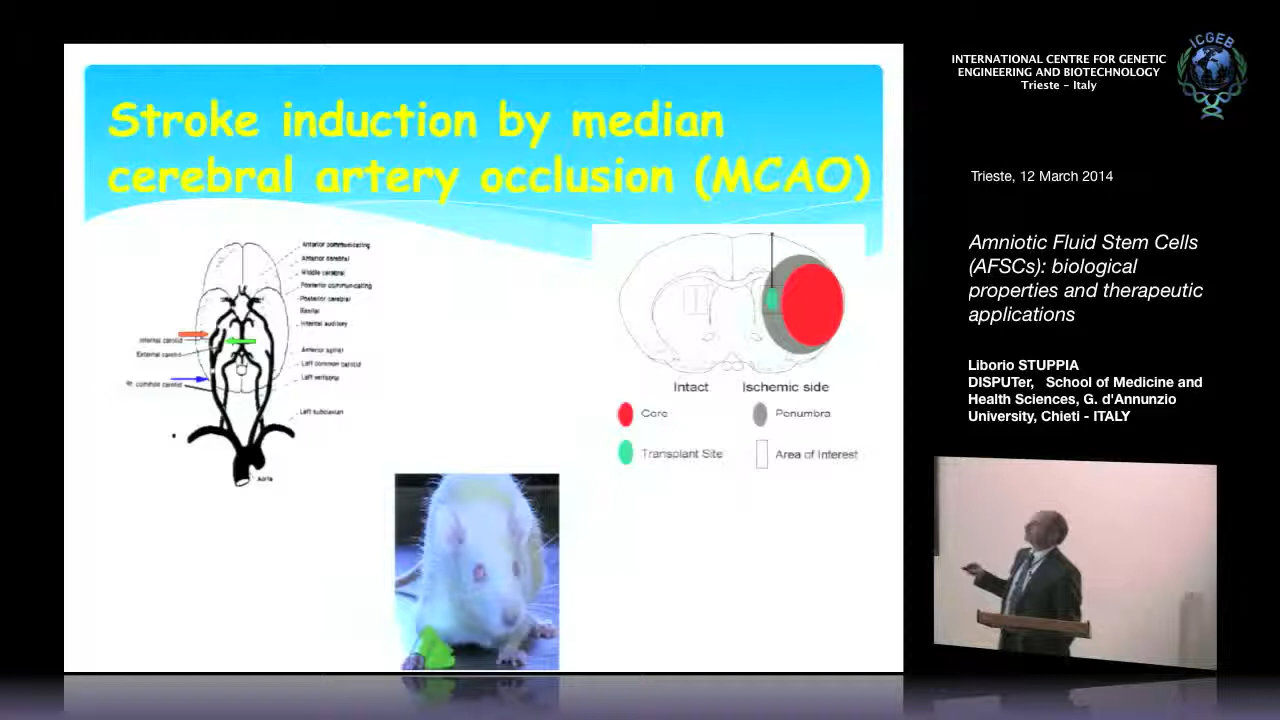 Stroke induction by median
cerebral artery occlusion (MCAO)
Anterior communicating
Anterior cerebral
Middle cerebral
Posterior communicating
Posterior cerebral
Internal auditory
Internal carotid
External carotid
Anterior spinal
Left common carotid
Left vertebral
common carotid
Left subclavian
Aorta
Intact Ischemic side
Core Penumbra
Transplant Site Area of Interest
ICGEB
INTERNATIONAL CENTRE FOR GENETIC
ENGINEERING AND BIOTECHNOLOGY
Trieste - Italy
Trieste, 12 March 2014
Amniotic Fluid Stem Cells
(AFSCs): biological
properties and therapeutic
applications
Liborio STUPPIA
DISPUTer, School of Medicine and
Health Sciences, G. d'Annunzio
University, Chieti - ITALY